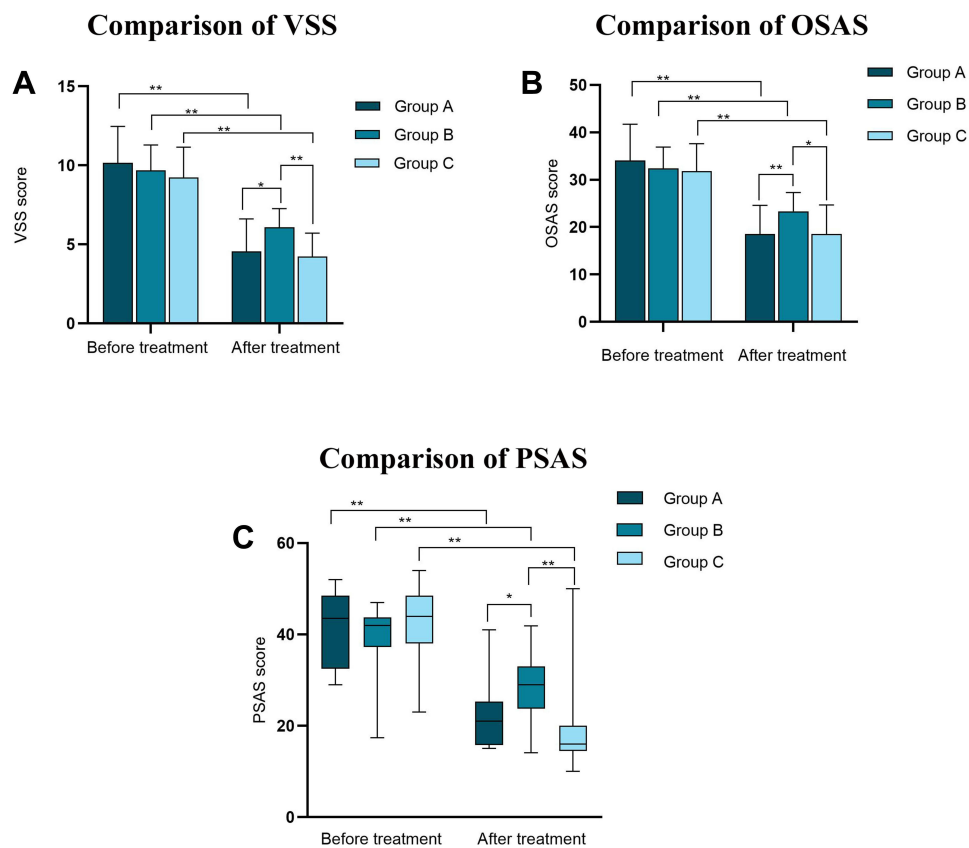 Comparison of VSS
A
15
10
5
0
VSS score
**
**
**
*
**
Group A
Group B
Group C
Before treatment
After treatment
Comparison of OSAS
B
50
40
30
20
10
0
OSAS score
**
**
**
**
*
Group A
Group B
Group C
Before treatment
After treatment
Comparison of PSAS
C
60
40
20
0
PSAS score
**
**
**
*
**
Group A
Group B
Group C
Before treatment
After treatment